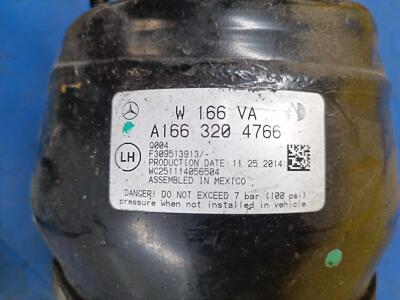 W 166 VA
A166 320 4766
LH
Q004
F309513913/-
PRODUCTION DATE: 11.25.2014
WC251114056504
ASSEMBLED IN MEXICO
DANGER! DO NOT EXCEED 7 bar (100 psi)
pressure when not installed in vehicle